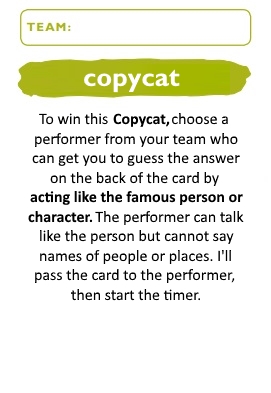 TEAM:
copycat
To win this Copycat, choose a
performer from your team who
can get you to guess the answer
on the back of the card by
acting like the famous person or
character. The performer can talk
like the person but cannot say
names of people or places. I'll
pass the card to the performer,
then start the timer.